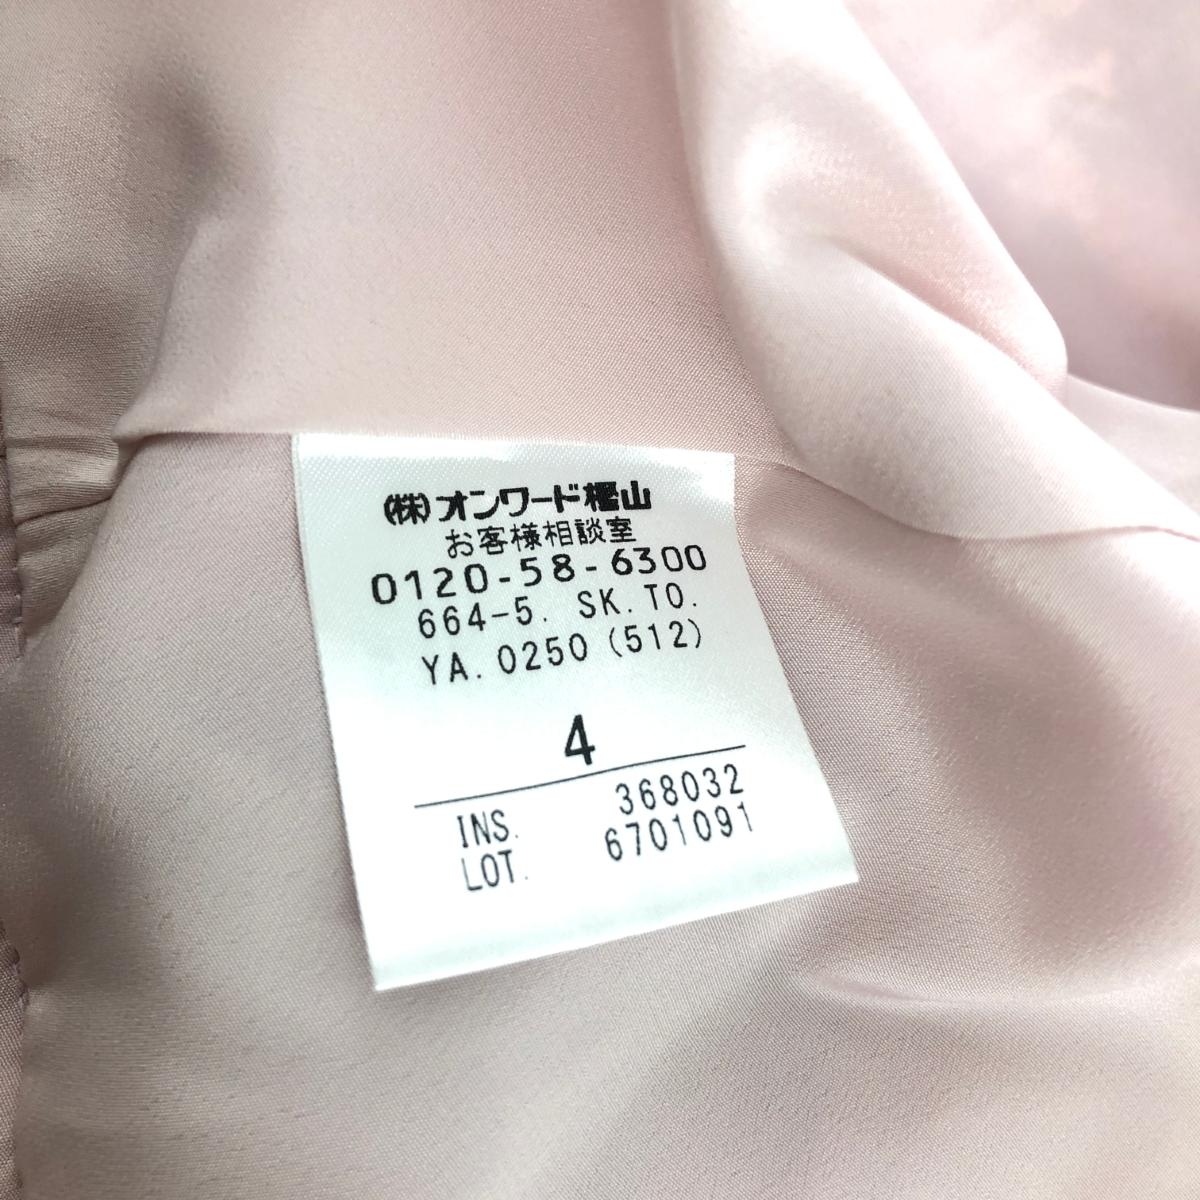 (株)オンワード樫山
お客様相談室
0120-58-6300
664-5. SK.TO.
YA.0250(512)
4
INS. 368032
LOT. 6701091